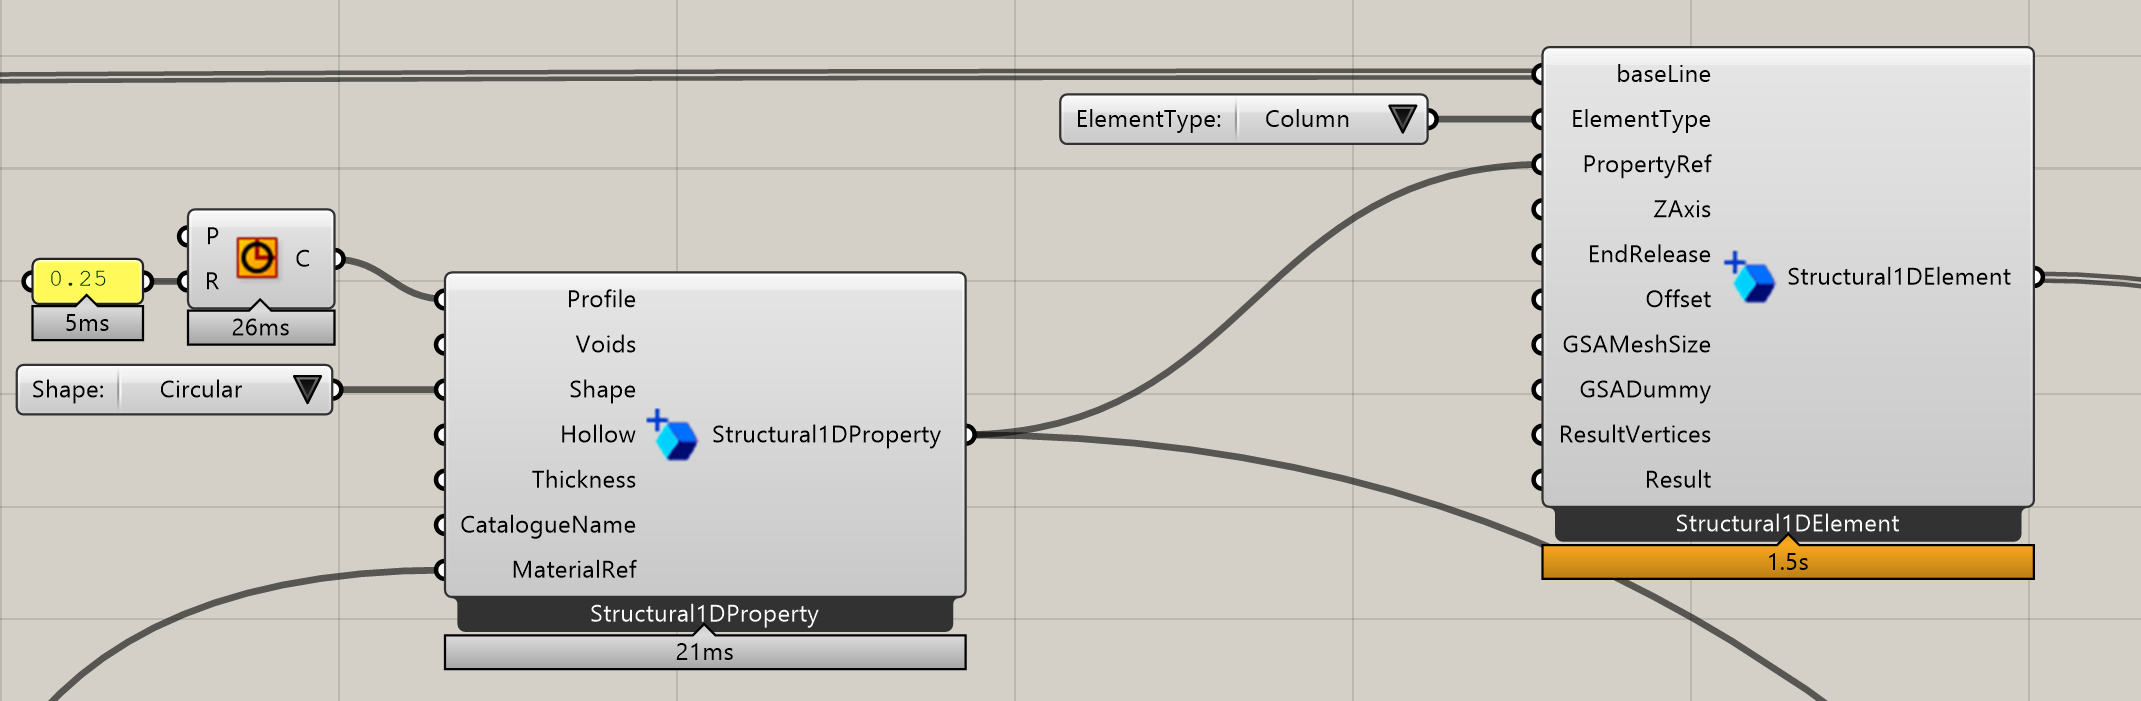 0.25
5ms
P
R
C
26ms
Shape: Circular
Profile
Voids
Shape
Hollow
Thickness
CatalogueName
MaterialRef
Structural1DProperty
Structural1DProperty
21ms
ElementType: Column
baseLine
ElementType
PropertyRef
ZAxis
EndRelease
Offset
GSAMeshSize
GSADummy
ResultVertices
Result
Structural1DElement
Structural1DElement
1.5s